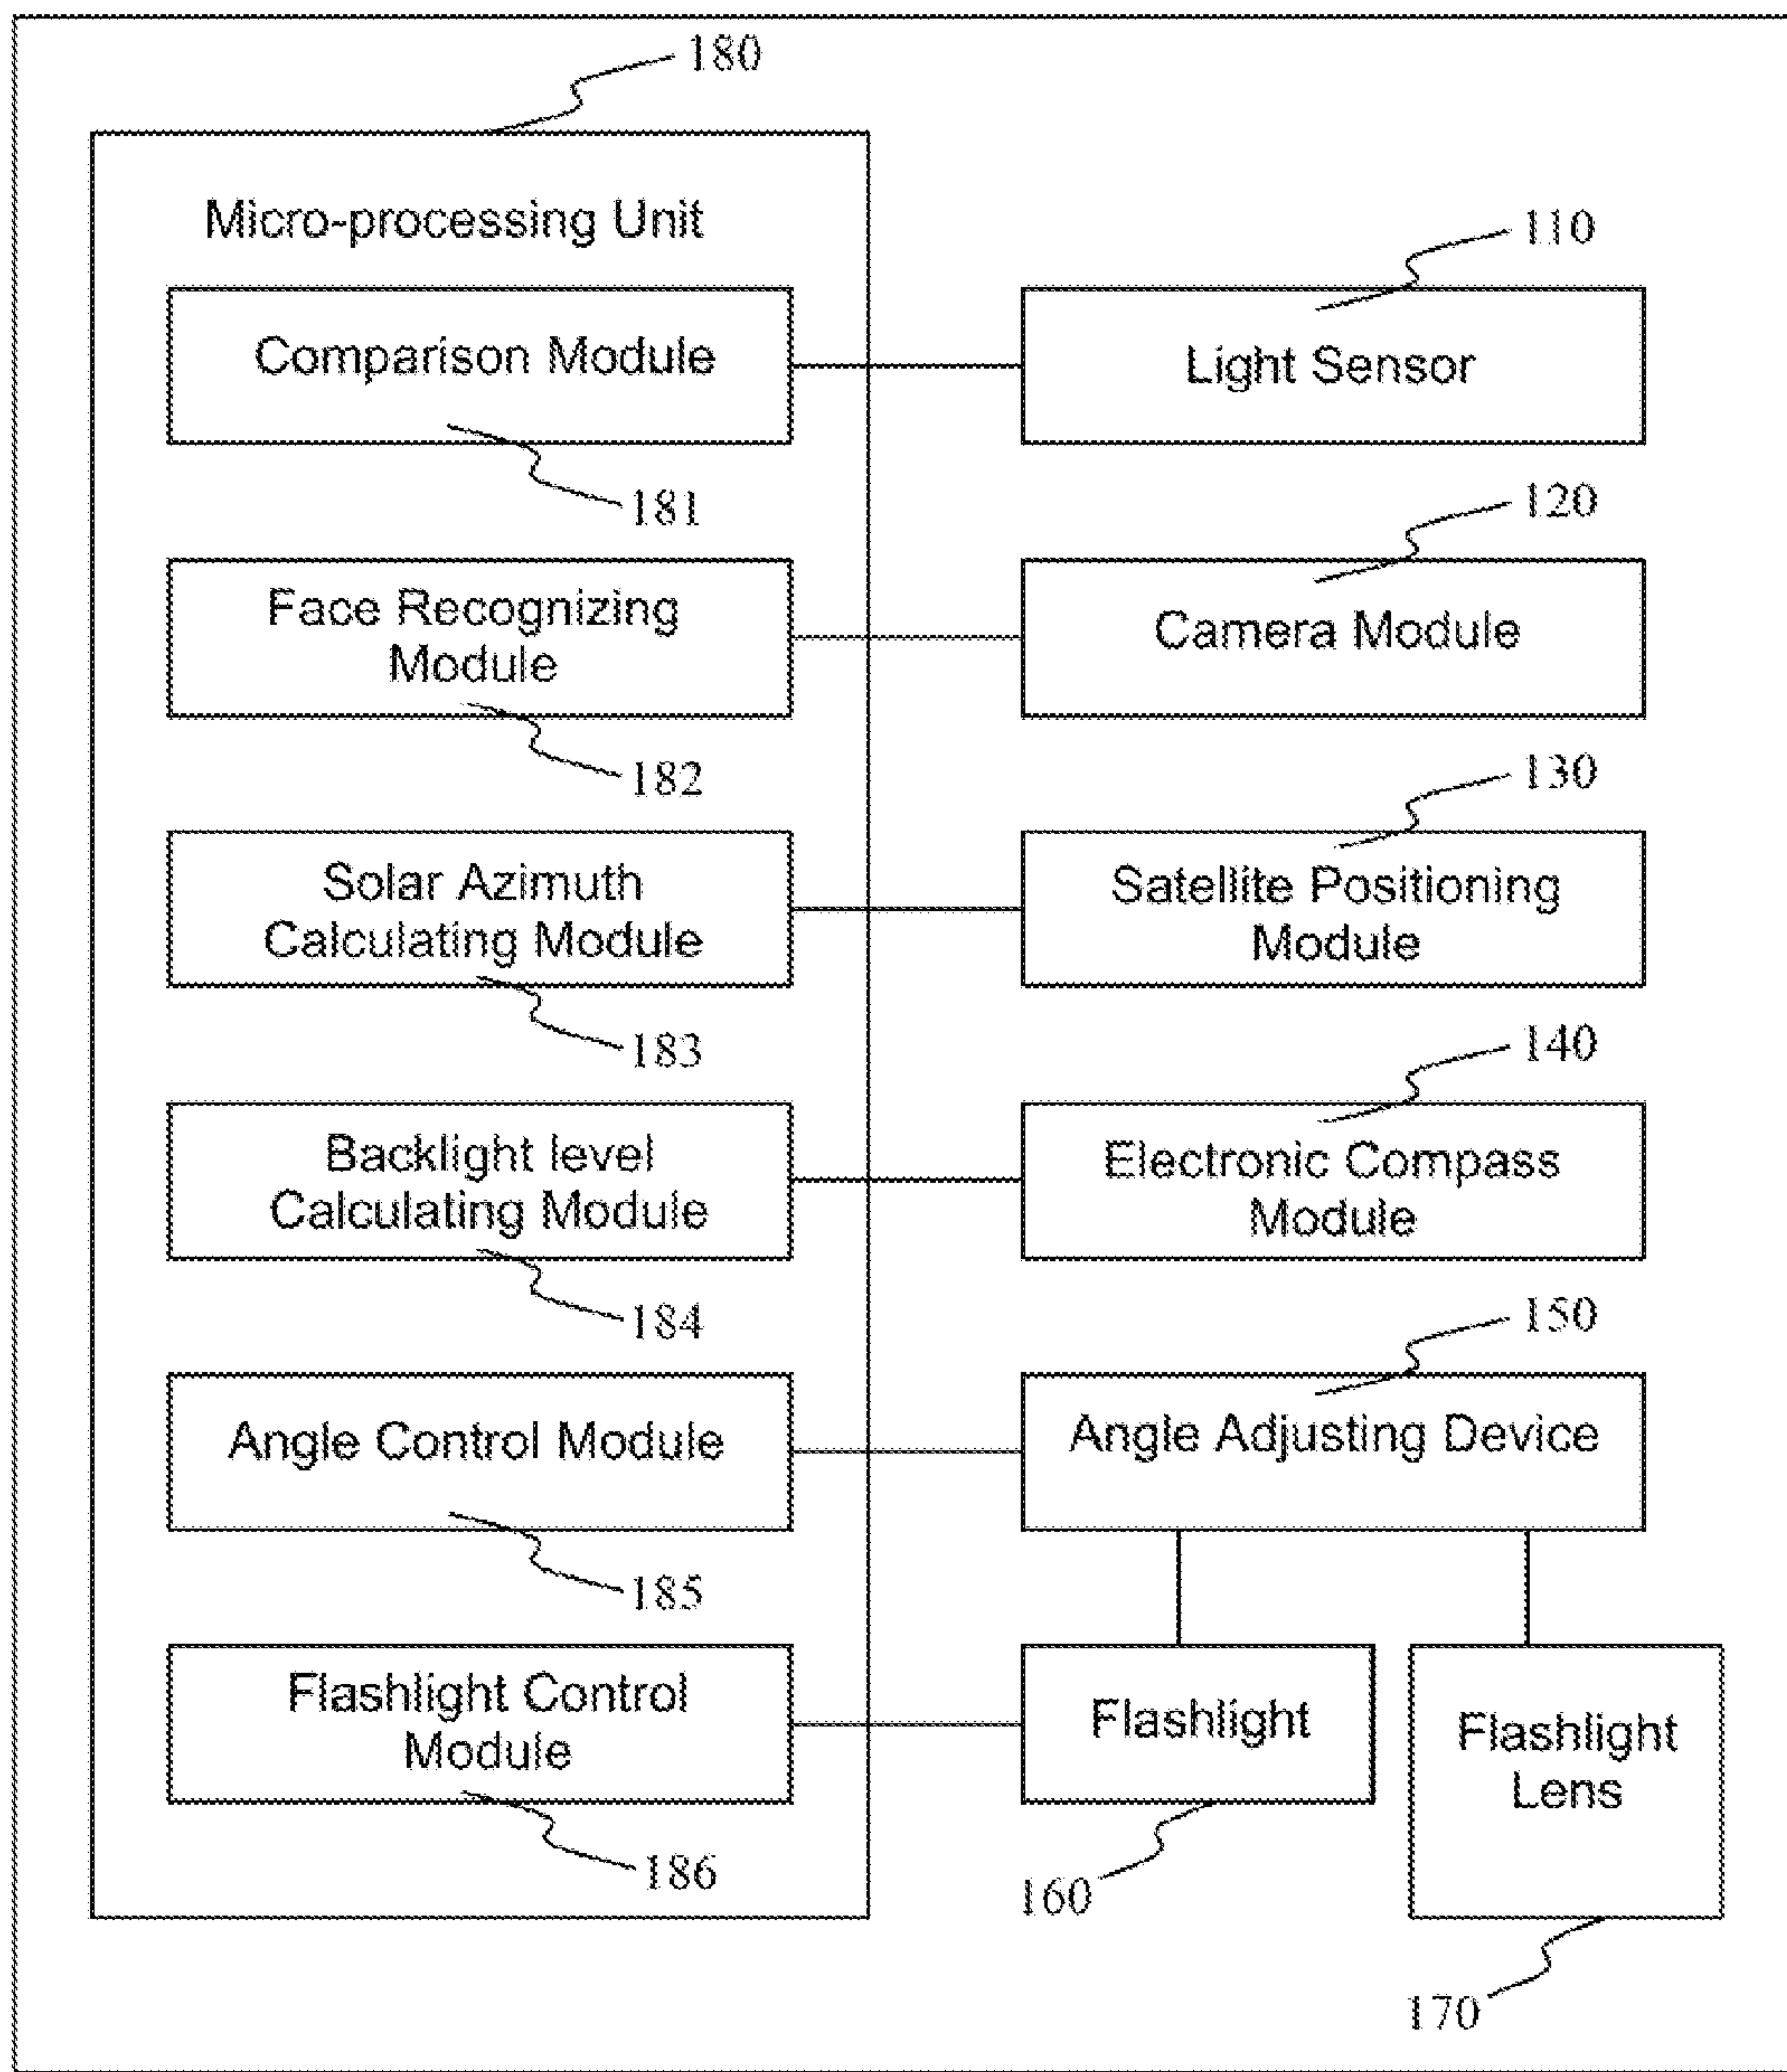 180
Micro-processing Unit
110
Comparison Module
Light Sensor
181
120
Face Recognizing
Module
Camera Module
182
130
Solar Azimuth
Calculating Module
Satellite Positioning
Module
183
140
Backlight level
Calculating Module
Electronic Compass
Module
184
150
Angle Control Module
Angle Adjusting Device
185
Flashlight Control
Module
Flashlight
Flashlight
Lens
186
160
170